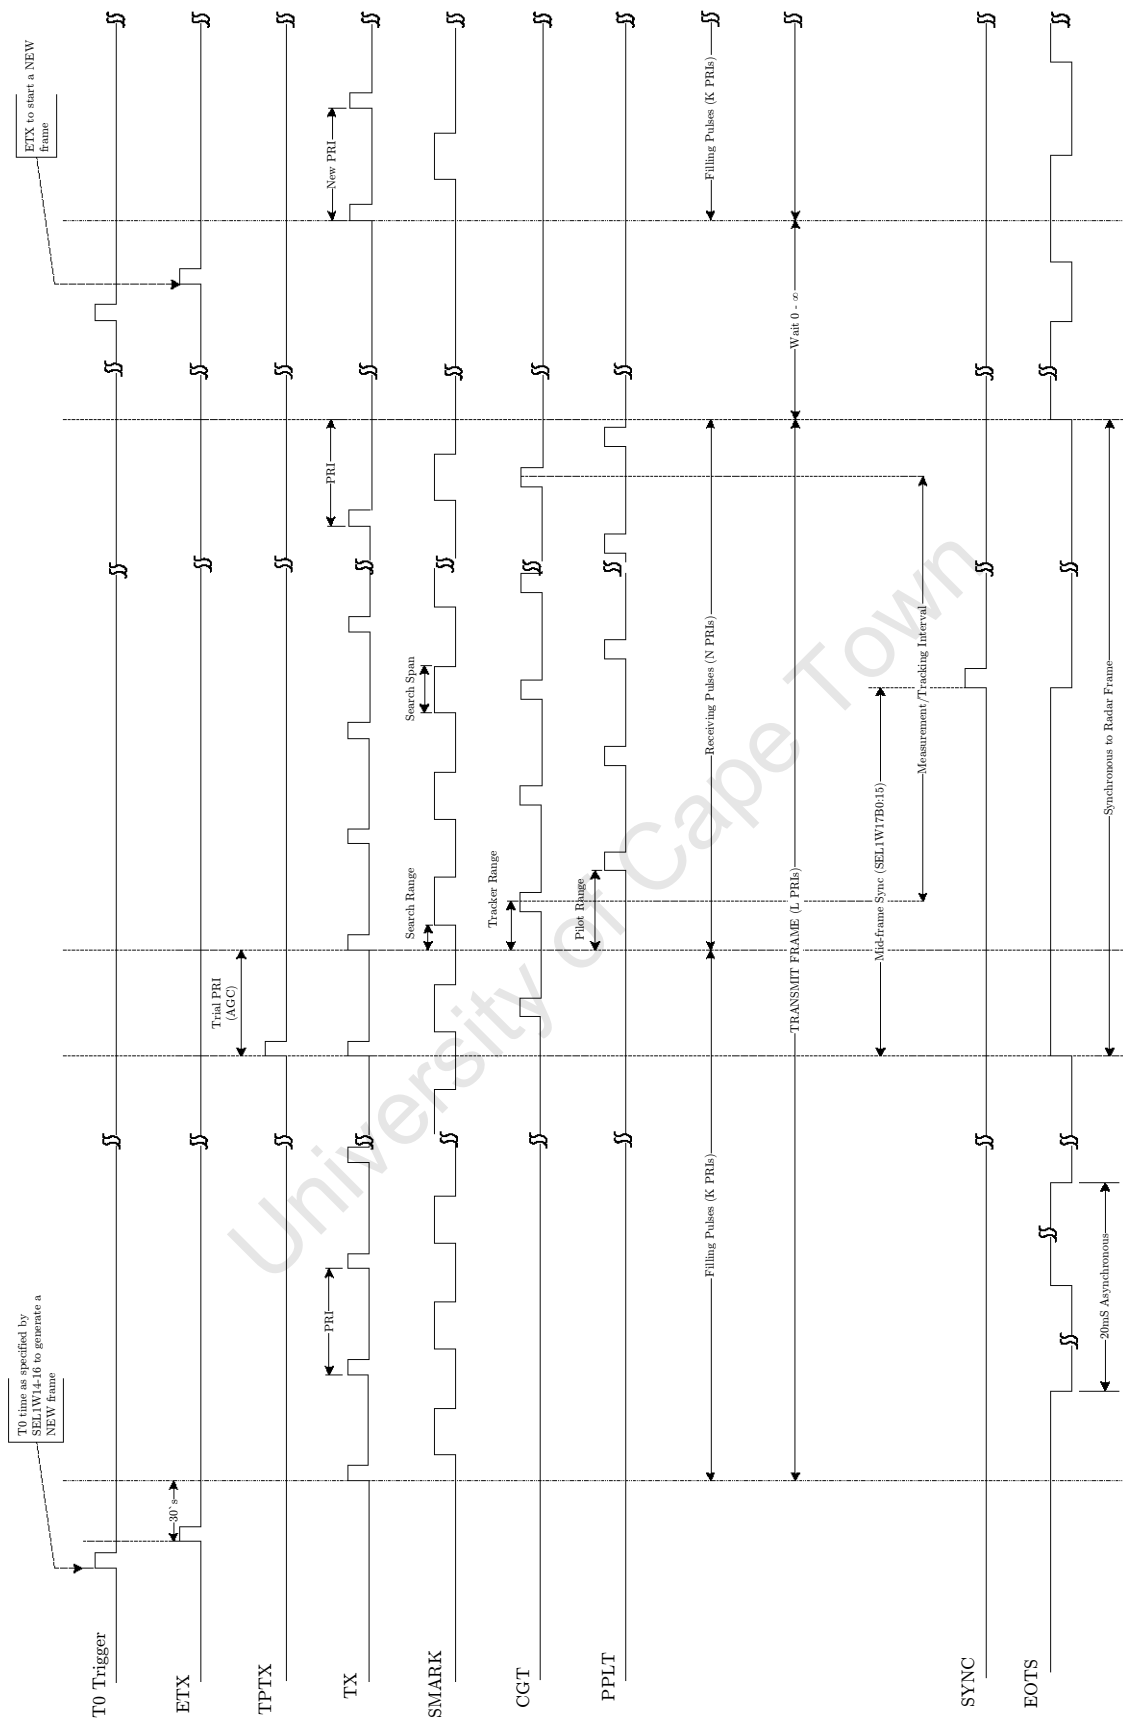 T0 time as specified by
SEL1W14-16 to generate a
NEW frame
ETX to start a NEW
frame
T0 Trigger
ETX
30`s
TPTX
Trial PRI
(AGC)
TX
PRI
PRI
New PRI
SMARK
Search Range
Search Span
CGT
Tracker Range
PPLT
Pilot Range
Filling Pulses (K PRIs)
Receiving Pulses (N PRIs)
Filling Pulses (K PRIs)
TRANSMIT FRAME (L PRIs)
Wait 0 - ∞
Mid-frame Sync (SEL1W17B0:15)
Measurement/Tracking Interval
SYNC
EOTS
20mS Asynchronous
Synchronous to Radar Frame
University of Cape Town